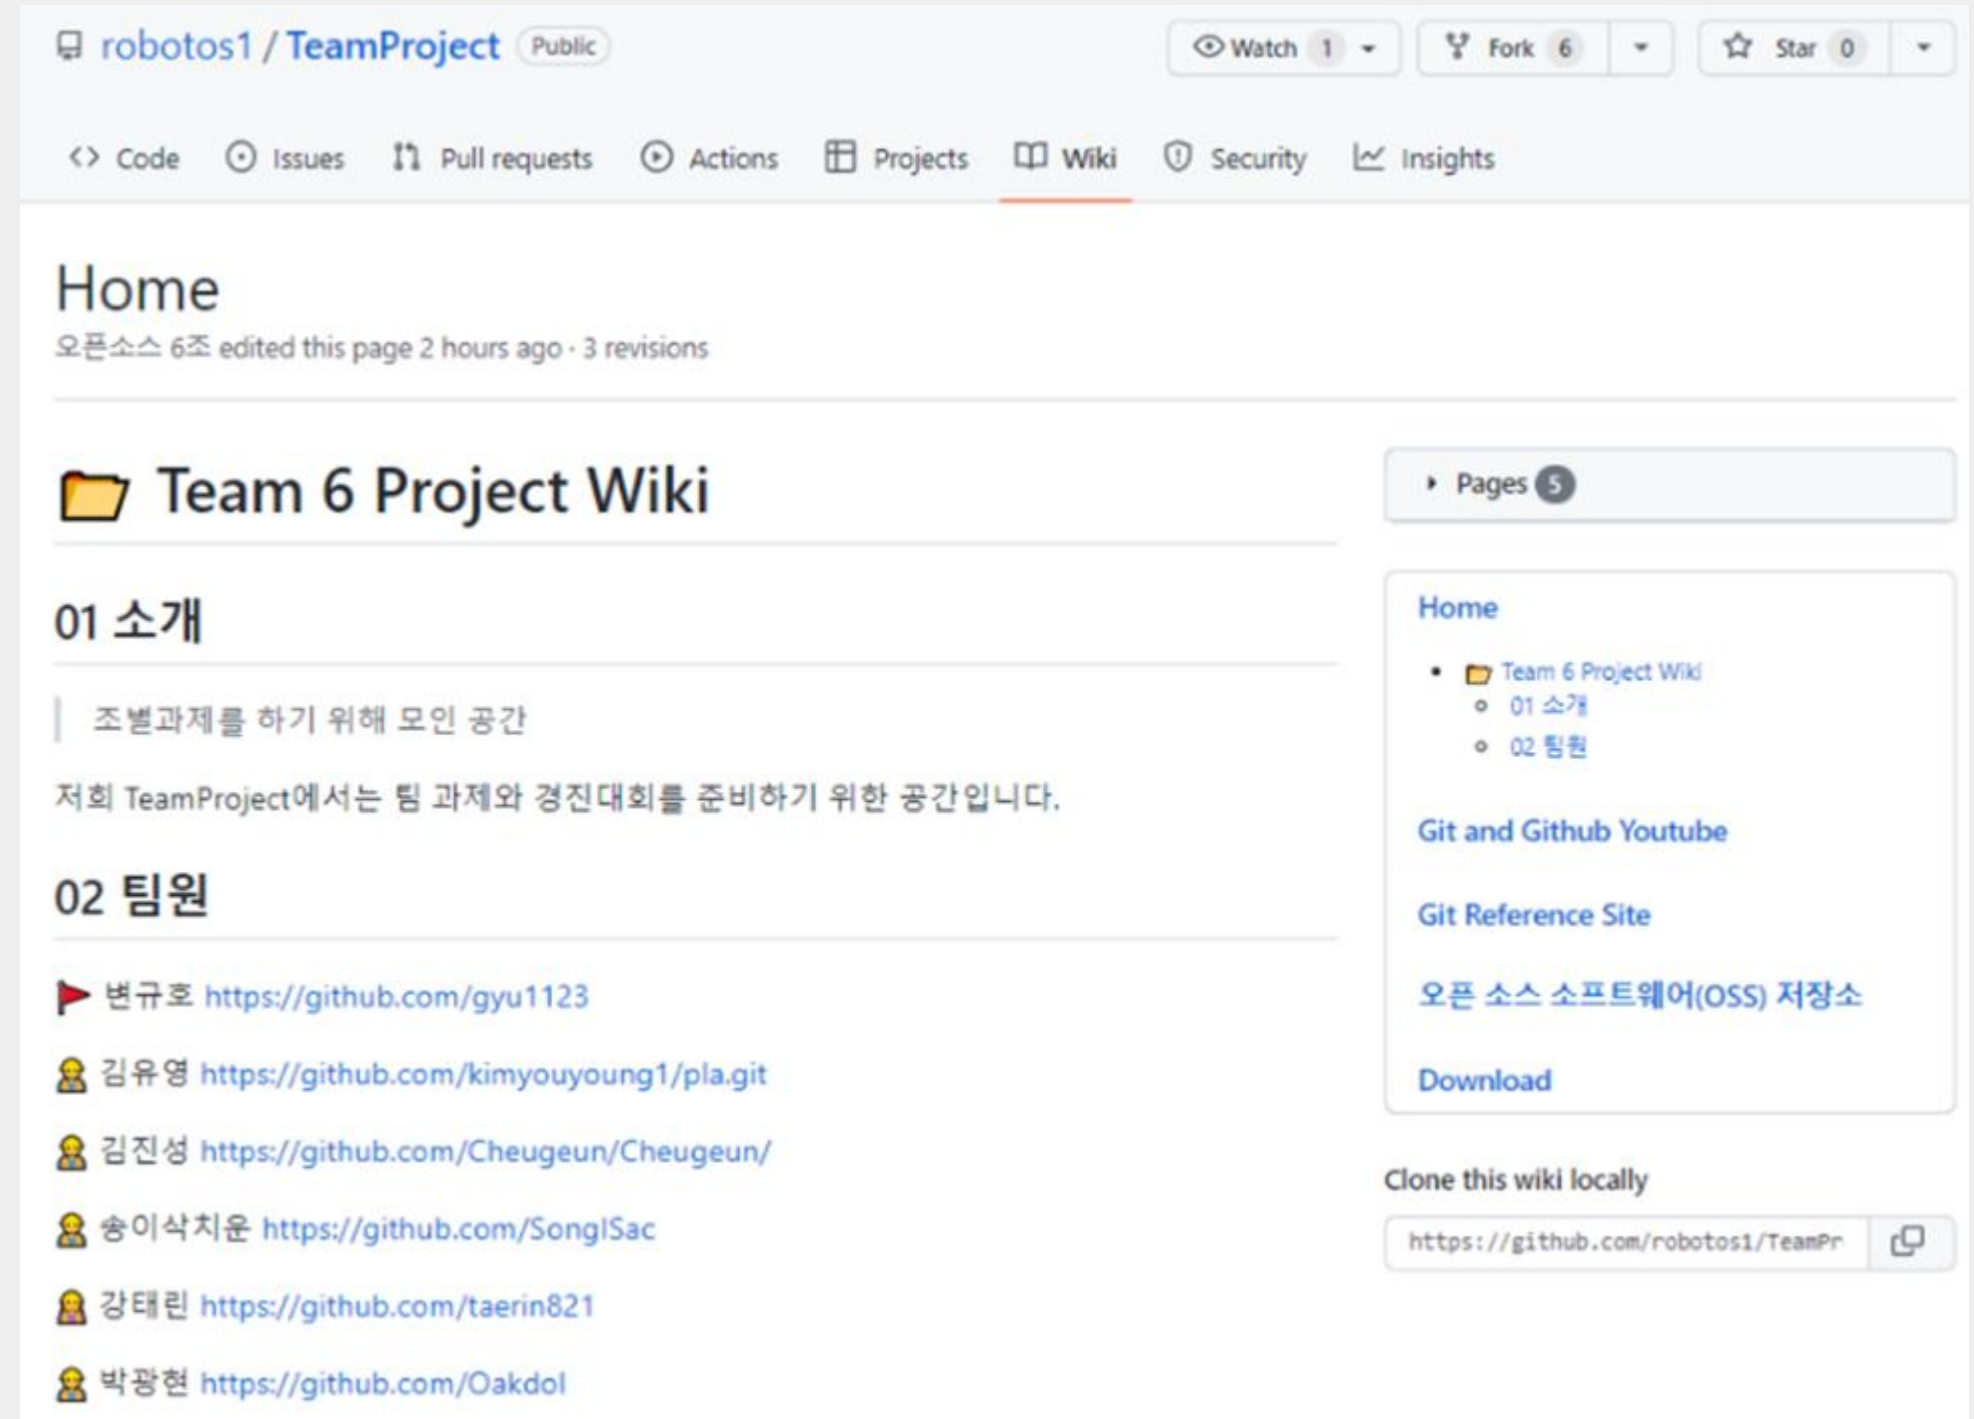 robotos1 / TeamProject Public
Watch 1
Fork 6
Star 0
Code Issues Pull requests Actions Projects Wiki Security Insights
Home
오픈소스 6조 edited this page 2 hours ago · 3 revisions
Team 6 Project Wiki
01 소개
조별과제를 하기 위해 모인 공간
저희 TeamProject에서는 팀 과제와 경진대회를 준비하기 위한 공간입니다.
02 팀원
변규호 https://github.com/gyu1123
김유영 https://github.com/kimyouyoung1/pla.git
김진성 https://github.com/Cheugeun/Cheugeun/
송이삭치운 https://github.com/SongISac
강태린 https://github.com/taerin821
박광현 https://github.com/Oakdol
Pages 5
Home
Team 6 Project Wiki
01 소개
02 팀원
Git and Github Youtube
Git Reference Site
오픈 소스 소프트웨어(OSS) 저장소
Download
Clone this wiki locally
https://github.com/robotos1/TeamPr